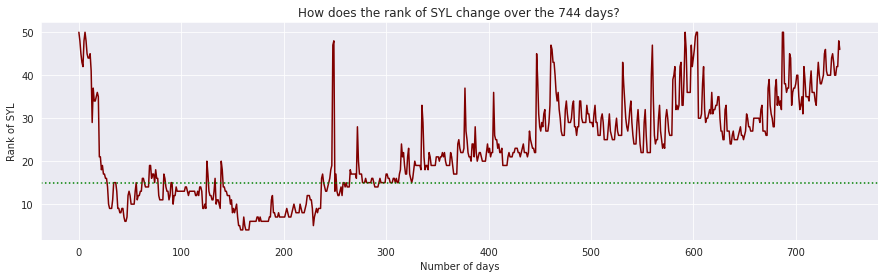 How does the rank of SYL change over the 744 days?
Rank of SYL
50
40
30
20
10
0 100 200 300 400 500 600 700
Number of days